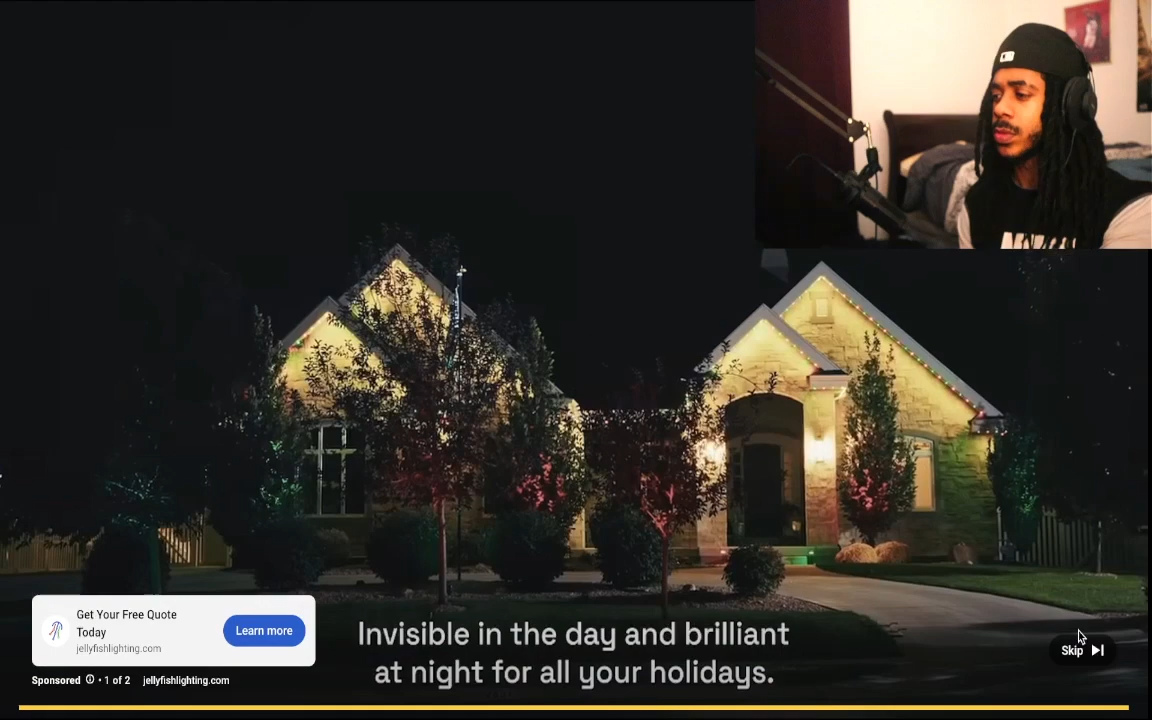 Get Your Free Quote
Today
jellyfishlighting.com
Learn more
Invisible in the day and brilliant
at night for all your holidays.
Skip
Sponsored • 1 of 2 jellyfishlighting.com